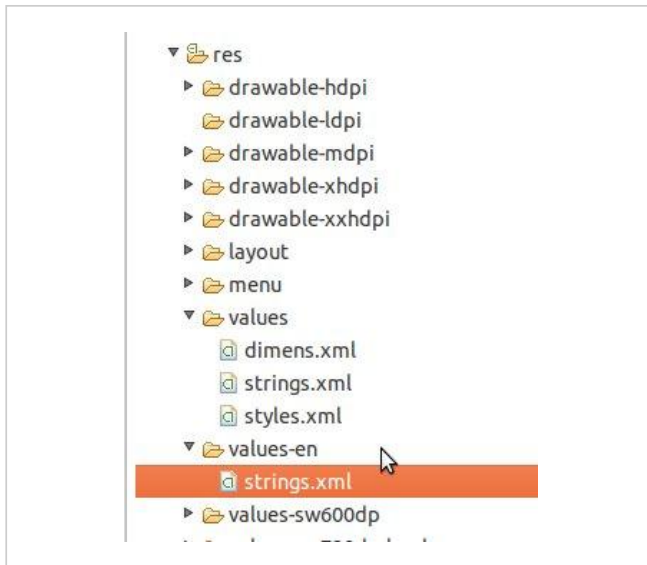 res
drawable-hdpi
drawable-ldpi
drawable-mdpi
drawable-xhdpi
drawable-xxhdpi
layout
menu
values
dimens.xml
strings.xml
styles.xml
values-en
strings.xml
values-sw600dp